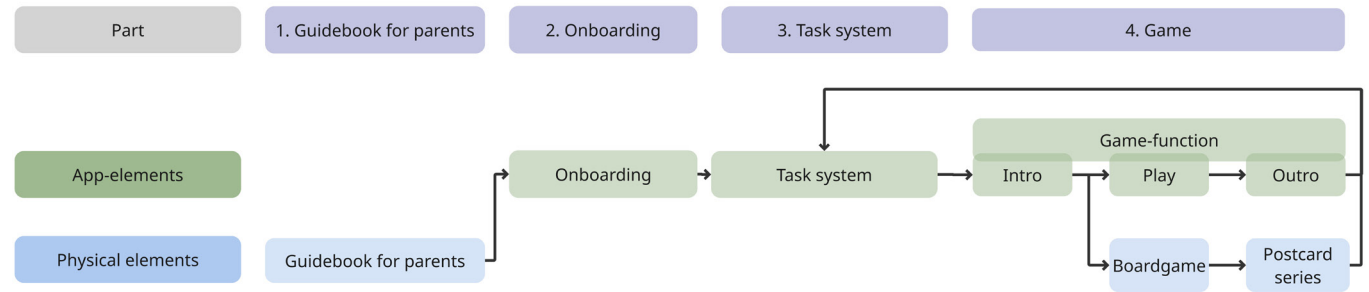 Part
1. Guidebook for parents
2. Onboarding
3. Task system
4. Game
Game-function
App-elements
Onboarding
Task system
Intro
Play
Outro
Physical elements
Guidebook for parents
Boardgame
Postcard
series